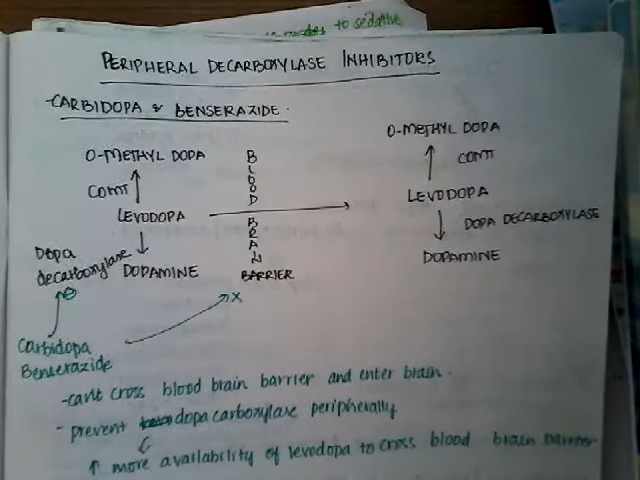 to sedative
PERIPHERAL DECARBOXYLASE INHIBITORS
-CARBIDOPA & BENSERAZIDE.
O-METHYL DOPA
COMT
LEVODOPA
Dopa
decarboxylase
DOPAMINE
BLOOD
BRAIN
BARRIER
O-METHYL DOPA
COMT
LEVODOPA
DOPA DECARBOXYLASE
DOPAMINE
⊖
X
Carbidopa
Benserazide
-cant cross blood brain barrier and enter brain.
- prevent dopa carboxylase peripherally
↑ more availability of levodopa to cross blood brain barrier